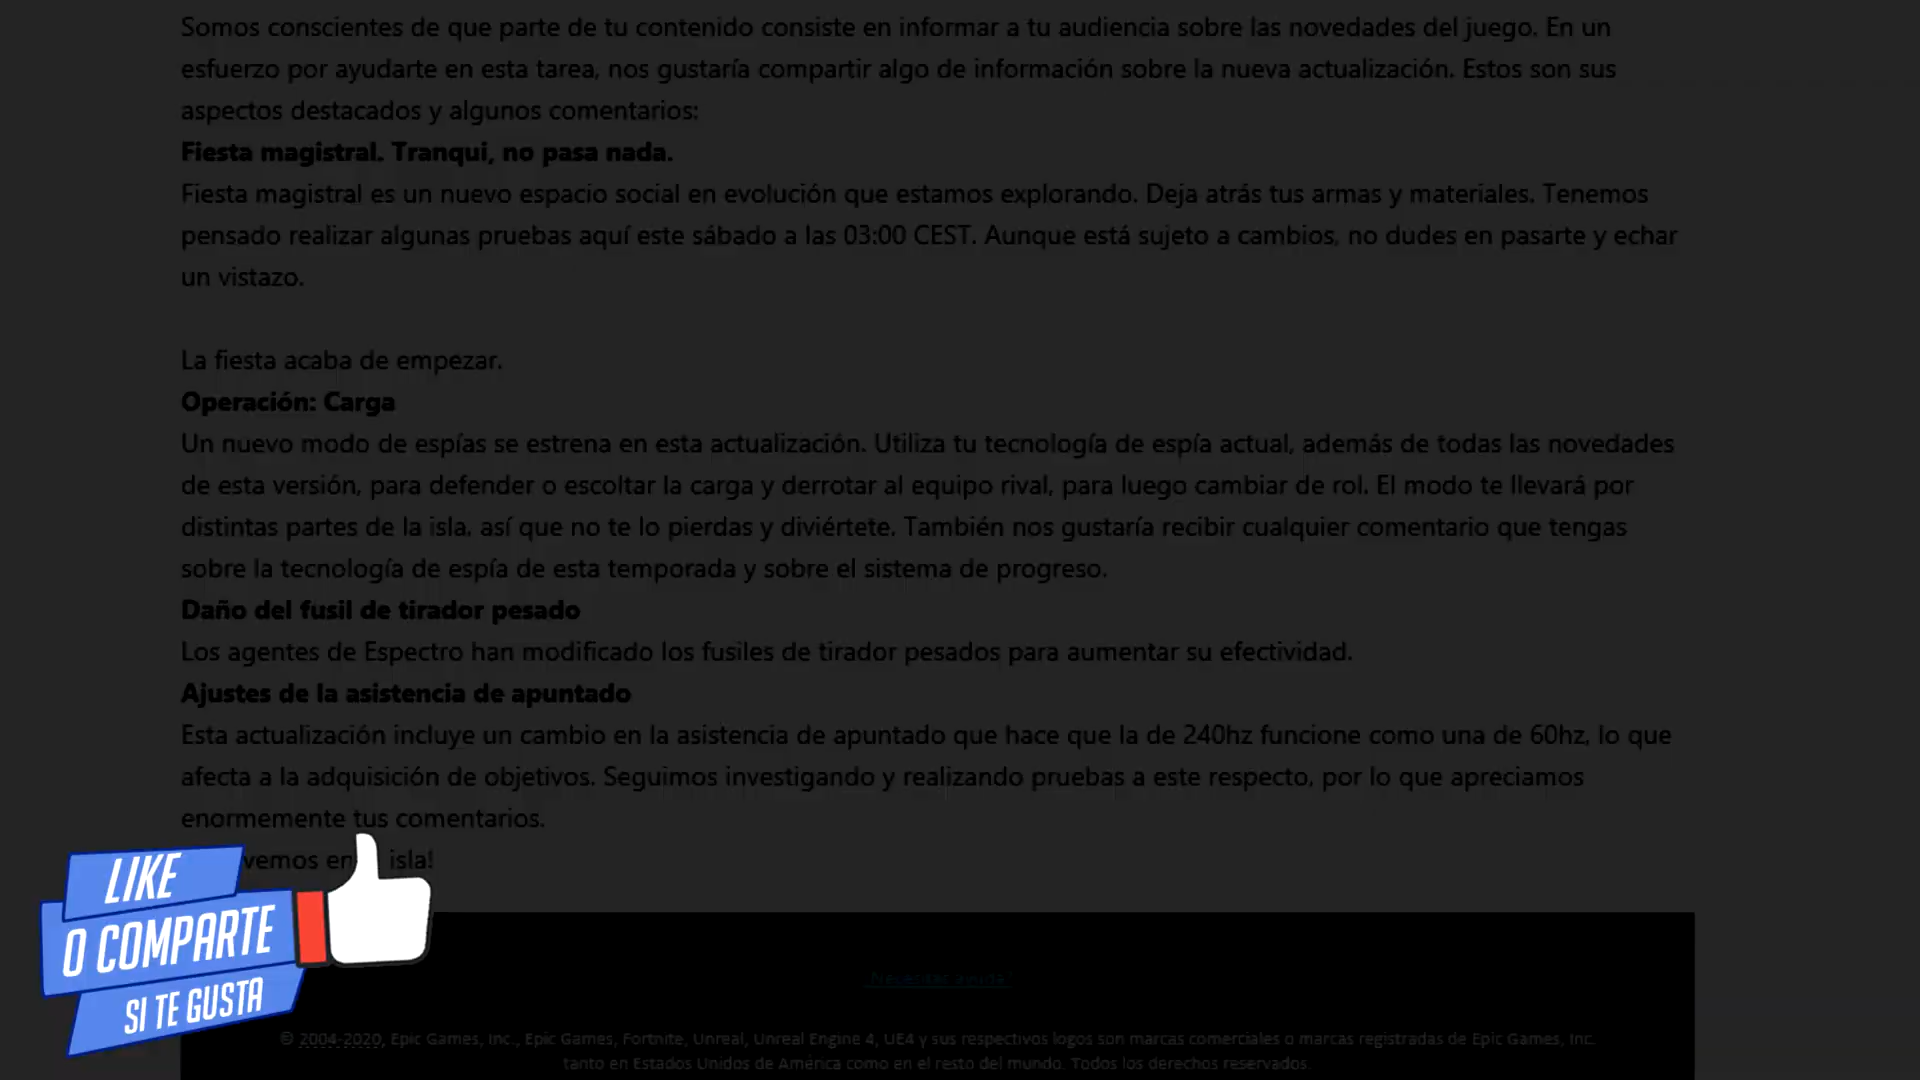 Somos conscientes de que parte de tu contenido consiste en informar a tu audiencia sobre las novedades del juego. En un
esfuerzo por ayudarte en esta tarea, nos gustaría compartir algo de información sobre la nueva actualización. Estos son sus
aspectos destacados y algunos comentarios:
Fiesta magistral. Tranqui, no pasa nada.
Fiesta magistral es un nuevo espacio social en evolución que estamos explorando. Deja atrás tus armas y materiales. Tenemos
pensado realizar algunas pruebas aquí este sábado a las 03:00 CEST. Aunque está sujeto a cambios, no dudes en pasarte y echar
un vistazo.
La fiesta acaba de empezar.
Operación: Carga
Un nuevo modo de espías se estrena en esta actualización. Utiliza tu tecnología de espía actual, además de todas las novedades
de esta versión, para defender o escoltar la carga y derrotar al equipo rival, para luego cambiar de rol. El modo te llevará por
distintas partes de la isla, así que no te lo pierdas y diviértete. También nos gustaría recibir cualquier comentario que tengas
sobre la tecnología de espía de esta temporada y sobre el sistema de progreso.
Daño del fusil de tirador pesado
Los agentes de Espectro han modificado los fusiles de tirador pesados para aumentar su efectividad.
Ajustes de la asistencia de apuntado
Esta actualización incluye un cambio en la asistencia de apuntado que hace que la de 240hz funcione como una de 60hz, lo que
afecta a la adquisición de objetivos. Seguimos investigando y realizando pruebas a este respecto, por lo que apreciamos
enormemente tus comentarios.
vemos en isla!
LIKE
O COMPARTE
SI TE GUSTA
© 2004-2020, Epic Games, Inc., Epic Games, Fortnite, Unreal, Unreal Engine 4, UE4 y sus respectivos logos son marcas comerciales o marcas registradas de Epic Games, Inc.
tanto en Estados Unidos de América como en el resto del mundo. Todos los derechos reservados.